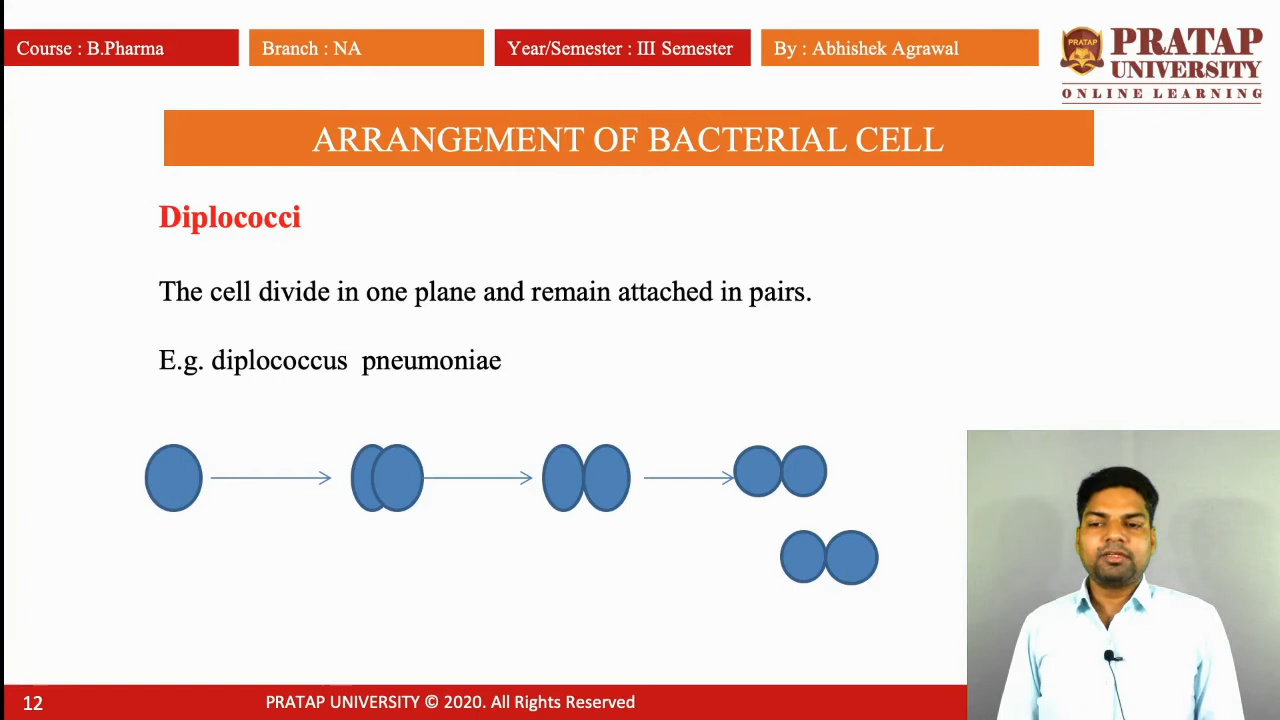 Course : B.Pharma
Branch : NA
Year/Semester : III Semester
By : Abhishek Agrawal
PRATAP
PRATAP
UNIVERSITY
ONLINE LEARNING
ARRANGEMENT OF BACTERIAL CELL
Diplococci
The cell divide in one plane and remain attached in pairs.
E.g. diplococcus pneumoniae
12
PRATAP UNIVERSITY © 2020. All Rights Reserved